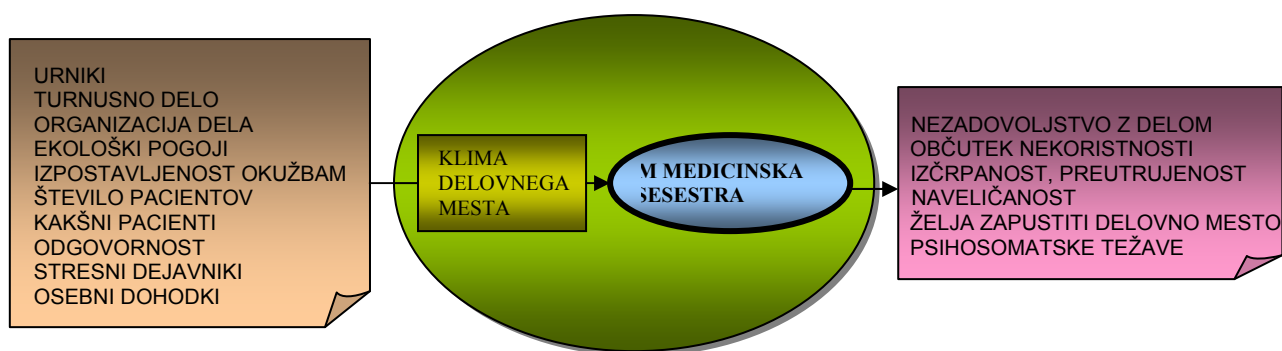 URNIKI
TURNUSNO DELO
ORGANIZACIJA DELA
EKOLOŠKI POGOJI
IZPOSTAVLJENOST OKUŽBAM
ŠTEVILO PACIENTOV
KAKŠNI PACIENTI
ODGOVORNOST
STRESNI DEJAVNIKI
OSEBNI DOHODKI
KLIMA
DELOVNEGA
MESTA
M MEDICINSKA
SESESTRA
NEZADOVOLJSTVO Z DELOM
OBČUTEK NEKORISTNOSTI
IZČRPANOST, PREUTRUJENOST
NAVELIČANOST
ŽELJA ZAPUSTITI DELOVNO MESTO
PSIHOSOMATSKE TEŽAVE